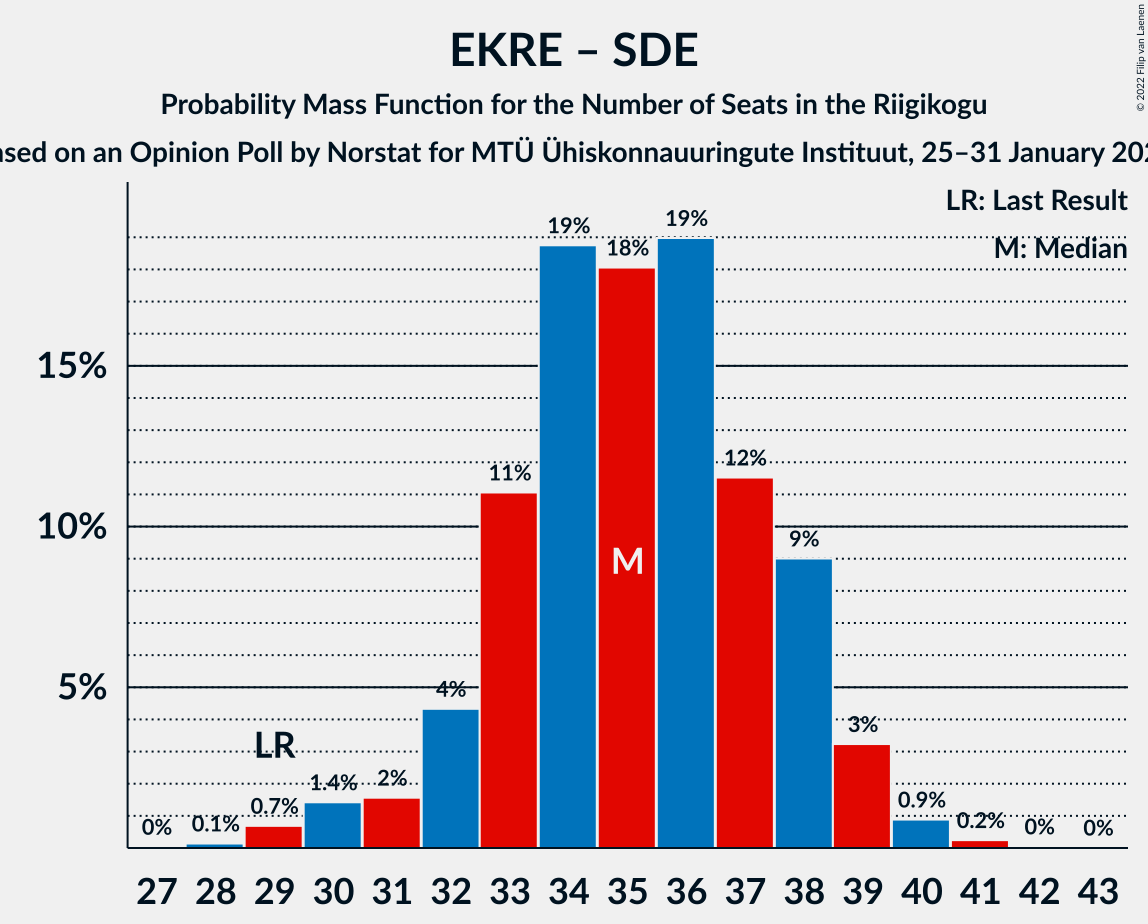 EKRE – SDE
Probability Mass Function for the Number of Seats in the Riigikogu
on an Opinion Poll by Norstat for MTÜ Ühiskonnauuringute Instituut, 25–31 January
© 2022 Filip van Laenen
LR: Last Result
M: Median
15%
10%
5%
0%
0.1%
0.7%
LR
1.4%
2%
4%
11%
19%
18%
M
19%
12%
9%
3%
0.9%
0.2%
0%
0%
27 28 29 30 31 32 33 34 35 36 37 38 39 40 41 42 43